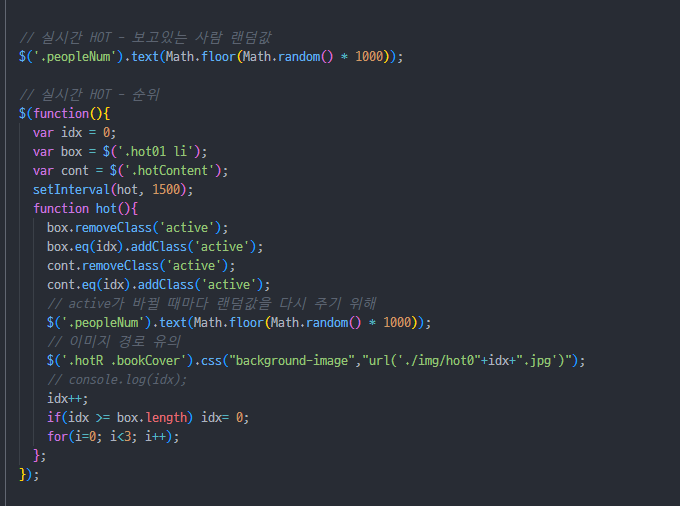 // 실시간 HOT - 보고있는 사람 랜덤값
$('.peopleNum').text(Math.floor(Math.random() * 1000));
// 실시간 HOT - 순위
$(function(){
var idx = 0;
var box = $('.hot01 li');
var cont = $('.hotContent');
setInterval(hot, 1500);
function hot(){
box.removeClass('active');
box.eq(idx).addClass('active');
cont.removeClass('active');
cont.eq(idx).addClass('active');
// active가 바뀔 때마다 랜덤값을 다시 주기 위해
$('.peopleNum').text(Math.floor(Math.random() * 1000));
// 이미지 경로 유의
$('.hotR .bookCover').css("background-image","url('./img/hot0"+idx+".jpg')");
// console.log(idx);
idx++;
if(idx >= box.length) idx= 0;
for(i=0; i<3; i++);
};
});